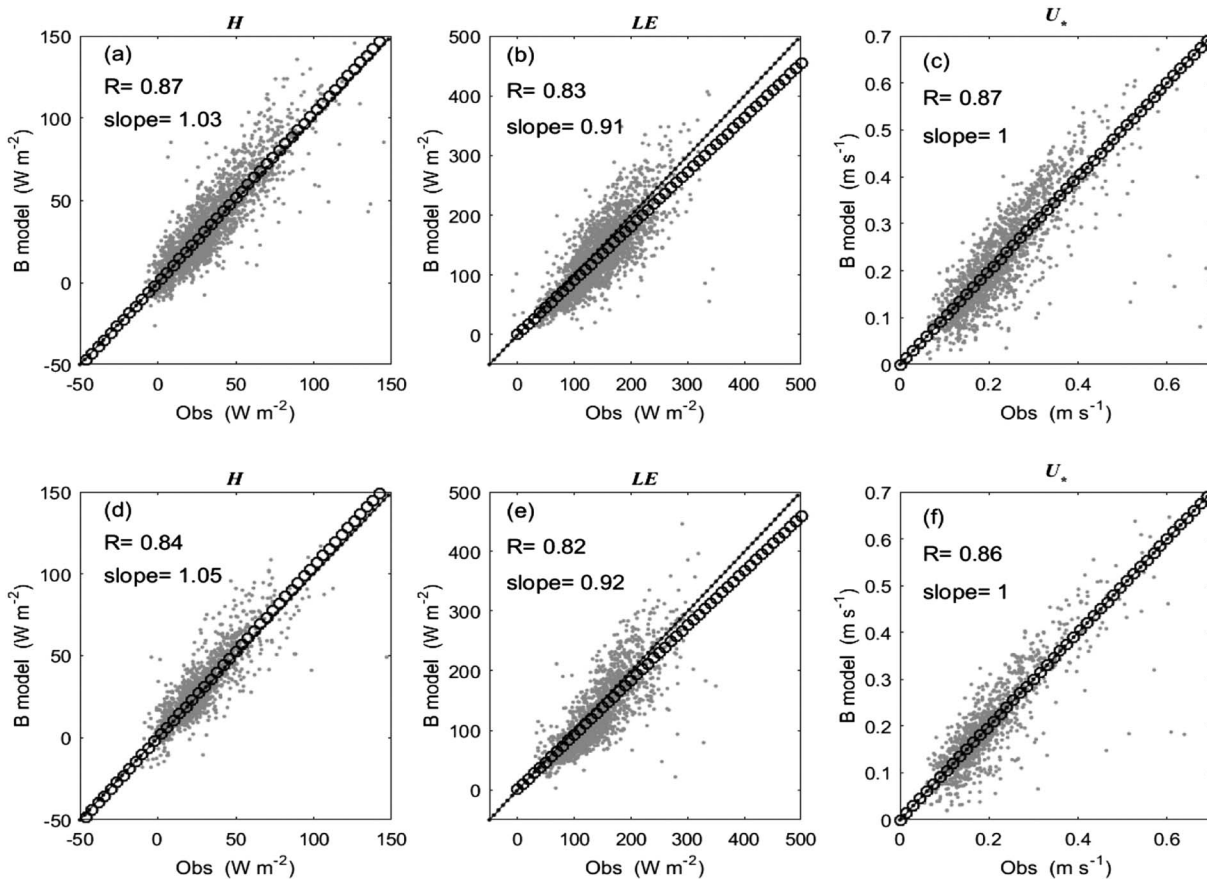 H
(a)
R= 0.87
slope= 1.03
150
100
50
0
-50
-50 0 50 100 150
B model (W m⁻²)
Obs (W m⁻²)
LE
(b)
R= 0.83
slope= 0.91
500
400
300
200
100
0
0 100 200 300 400 500
B model (W m⁻²)
Obs (W m⁻²)
U*
(c)
R= 0.87
slope= 1
0.7
0.6
0.5
0.4
0.3
0.2
0.1
0
0 0.2 0.4 0.6
B model (m s⁻¹)
Obs (m s⁻¹)
H
(d)
R= 0.84
slope= 1.05
150
100
50
0
-50
-50 0 50 100 150
B model (W m⁻²)
Obs (W m⁻²)
LE
(e)
R= 0.82
slope= 0.92
500
400
300
200
100
0
0 100 200 300 400 500
B model (W m⁻²)
Obs (W m⁻²)
U*
(f)
R= 0.86
slope= 1
0.7
0.6
0.5
0.4
0.3
0.2
0.1
0
0 0.2 0.4 0.6
B model (m s⁻¹)
Obs (m s⁻¹)